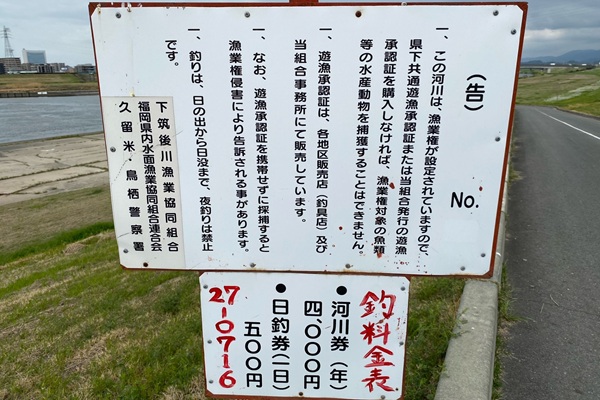 （告）
No.
一、この河川は、漁業権が設定されていますので、
県下共通遊漁承認証または当組合発行の遊漁
承認証を購入しなければ、漁業権対象の魚類
等の水産動物を捕獲することはできません。
一、遊漁承認証は、各地区販売店（釣具店）及び
当組合事務所にて販売しています。
一、なお、遊漁承認証を携帯せずに採捕すると
漁業権侵害により告訴される事があります。
一、釣りは、日の出から日没まで、夜釣りは禁止
です。
下筑後川漁業協同組合
福岡県内水面漁業協同組合連合会
久留米・鳥栖警察署
釣料金表
●河川券（年）
四、〇〇〇円
●日釣券（一日）
五〇〇円
27-0716